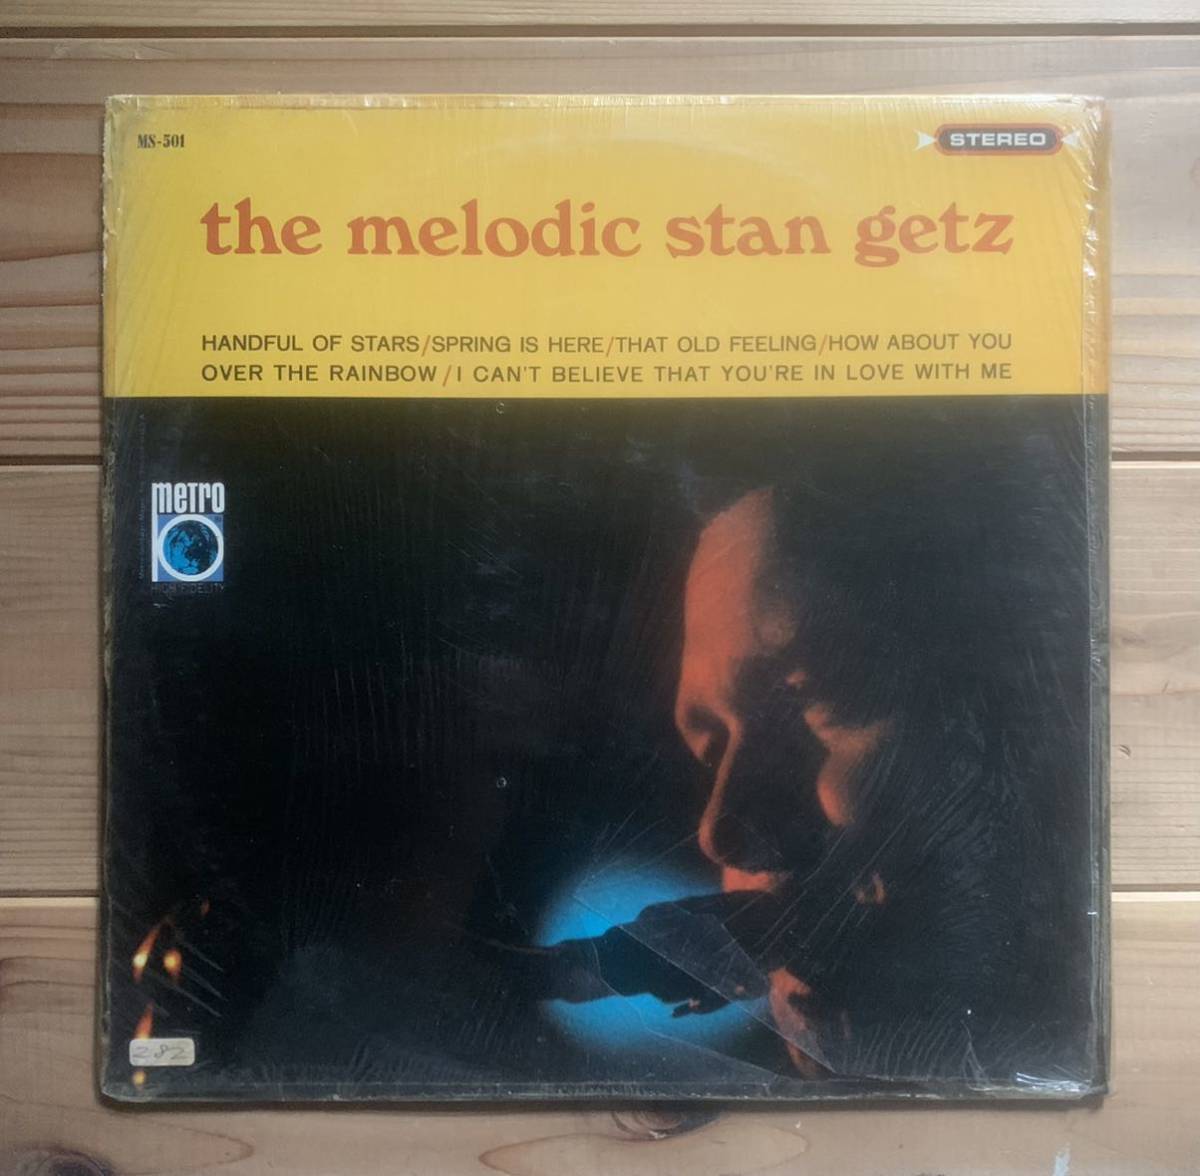 MS-501
STEREO
the melodic stan getz
HANDFUL OF STARS/SPRING IS HERE/THAT OLD FEELING/HOW ABOUT YOU
OVER THE RAINBOW/I CAN'T BELIEVE THAT YOU'RE IN LOVE WITH ME
metro
HIGH FIDELITY
282